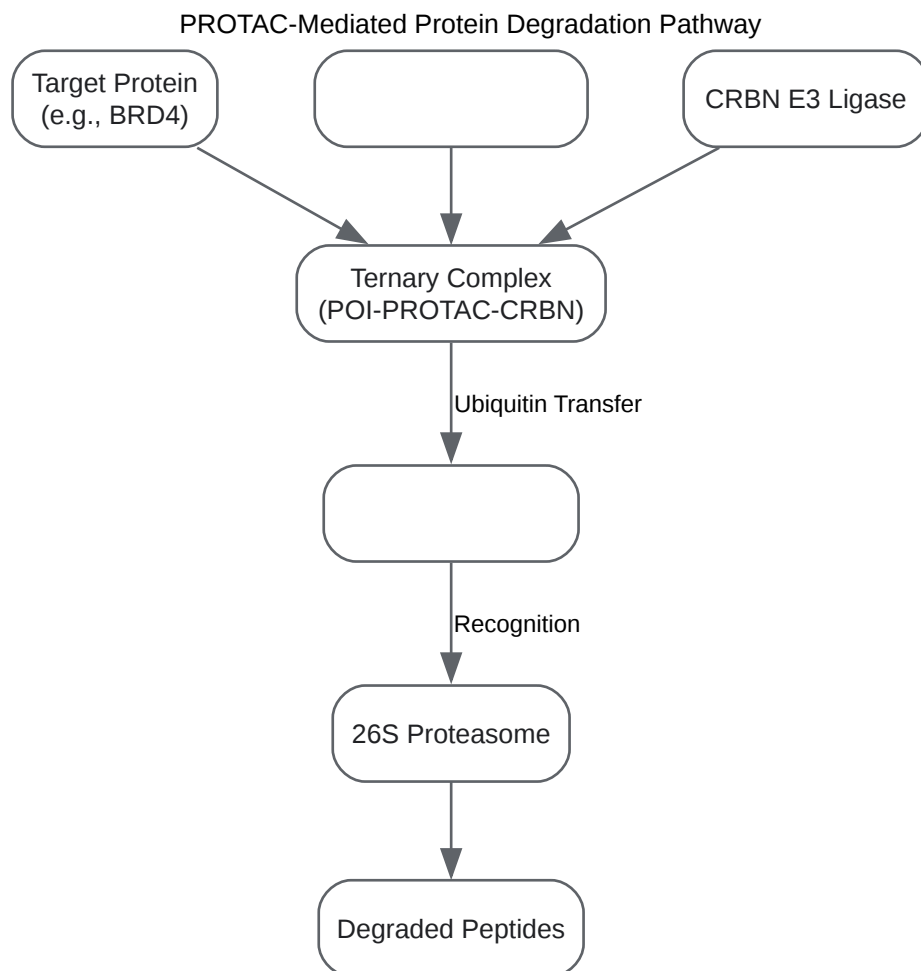 PROTAC-Mediated Protein Degradation Pathway
Target Protein
(e.g., BRD4)
CRBN E3 Ligase
Ternary Complex
(POI-PROTAC-CRBN)
Ubiquitin Transfer
Recognition
26S Proteasome
Degraded Peptides